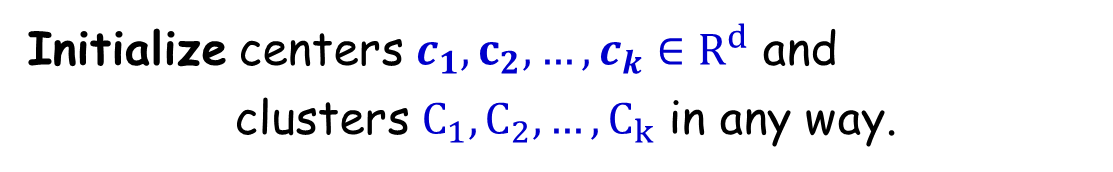 Initialize centers c₁, c₂, …, cₖ ∈ Rᵈ and
clusters C₁, C₂, …, Cₖ in any way.